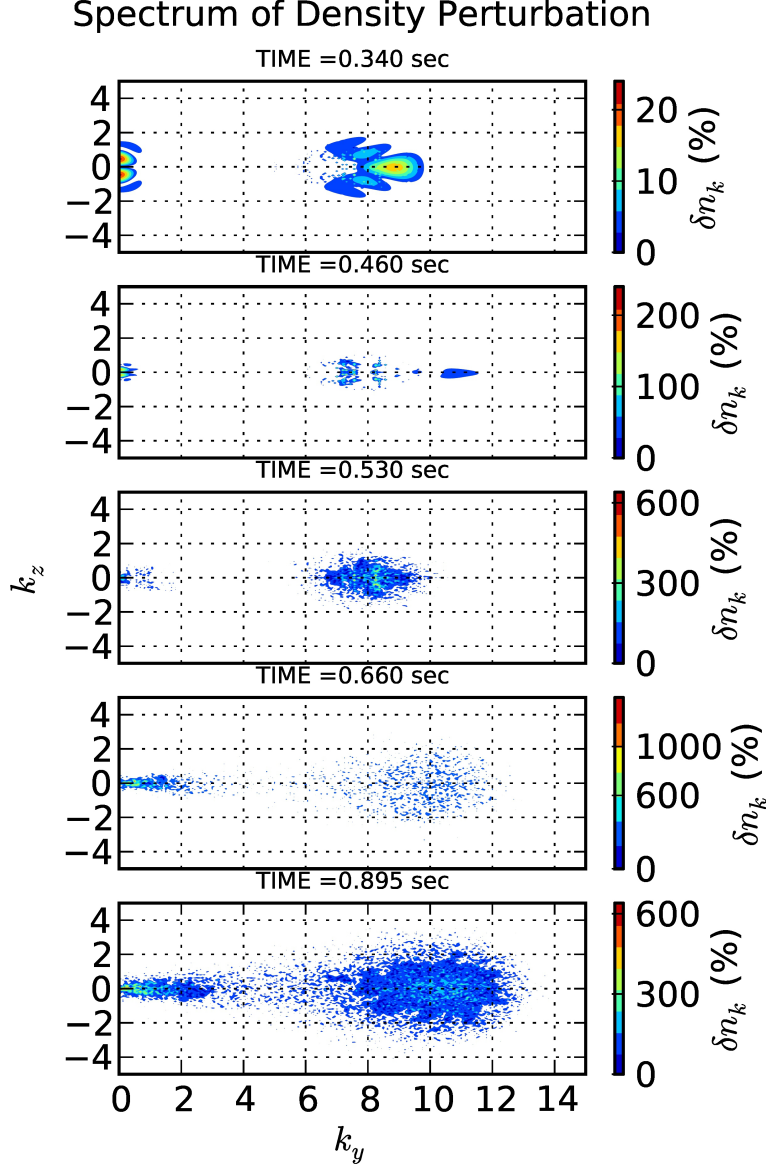 Spectrum of Density Perturbation
TIME =0.340 sec
4
2
0
−2
−4
20
10
0
δn_k (%)
TIME =0.460 sec
4
2
0
−2
−4
200
100
0
δn_k (%)
TIME =0.530 sec
4
2
0
−2
−4
k_z
600
300
0
δn_k (%)
TIME =0.660 sec
4
2
0
−2
−4
1000
600
0
δn_k (%)
TIME =0.895 sec
4
2
0
−2
−4
600
300
0
δn_k (%)
0 2 4 6 8 10 12 14
k_y